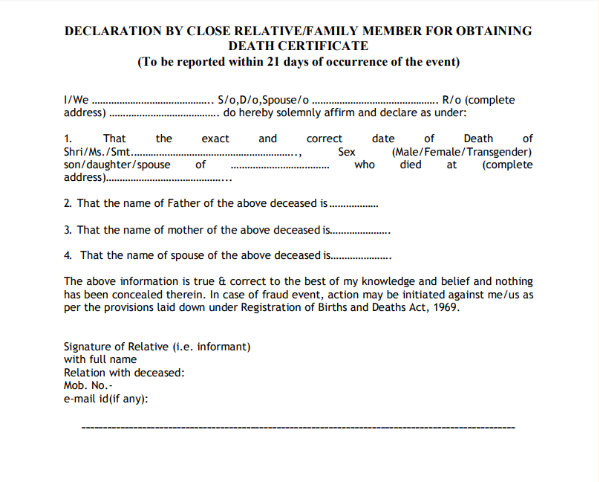 DECLARATION BY CLOSE RELATIVE/FAMILY MEMBER FOR OBTAINING
DEATH CERTIFICATE
(To be reported within 21 days of occurrence of the event)
I/We ............................................. S/o,D/o,Spouse/o .............................................. R/o (complete
address) ........................................ do hereby solemnly affirm and declare as under:
1. That the exact and correct date of Death of
Shri/Ms./Smt............................................................., Sex (Male/Female/Transgender)
son/daughter/spouse of .................................... who died at (complete
address)..............................................
2. That the name of Father of the above deceased is ..................
3. That the name of mother of the above deceased is......................
4. That the name of spouse of the above deceased is......................
The above information is true & correct to the best of my knowledge and belief and nothing
has been concealed therein. In case of fraud event, action may be initiated against me/us as
per the provisions laid down under Registration of Births and Deaths Act, 1969.
Signature of Relative (i.e. informant)
with full name
Relation with deceased:
Mob. No.-
e-mail id(if any):